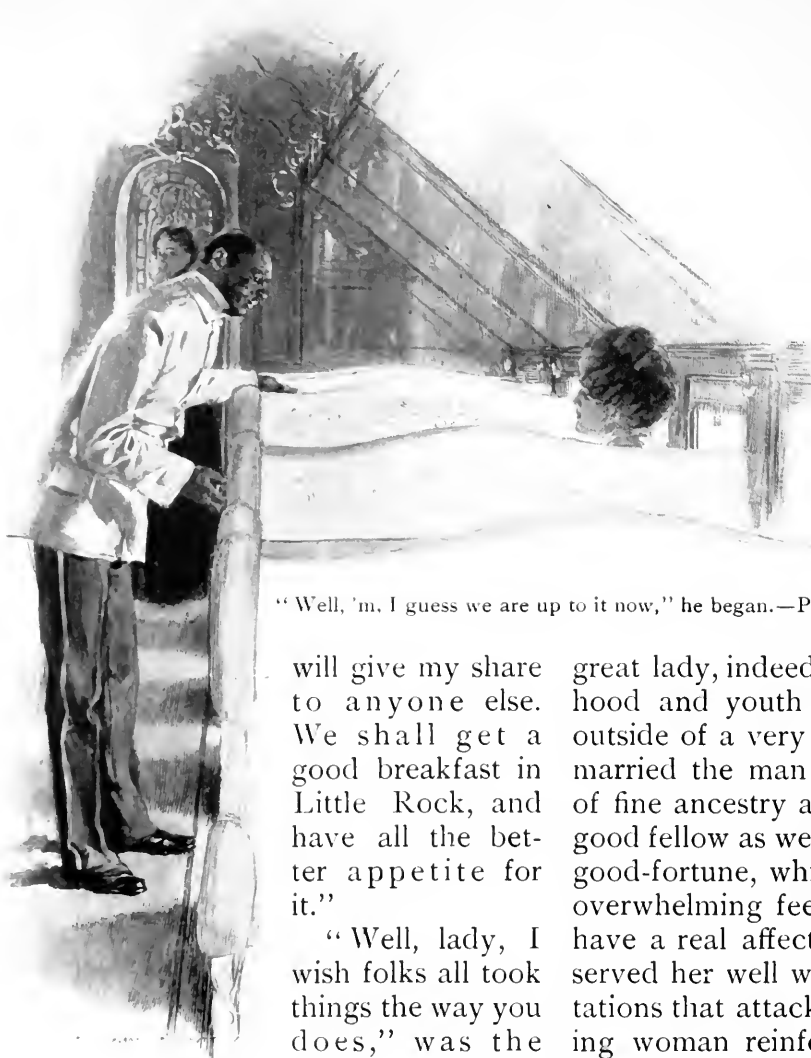 “ Well, 'm, I guess we are up to it now,” he began.—P
will give my share
to anyone else.
We shall get a
good breakfast in
Little Rock, and
have all the bet-
ter appetite for
it.”
“ Well, lady, I
wish folks all took
things the way you
does,” was the
great lady, indeed
hood and youth
outside of a very
married the man
of fine ancestry a
good fellow as we
good-fortune, wh
overwhelming fee
have a real affect
served her well w
tations that attack
ing woman reinfo